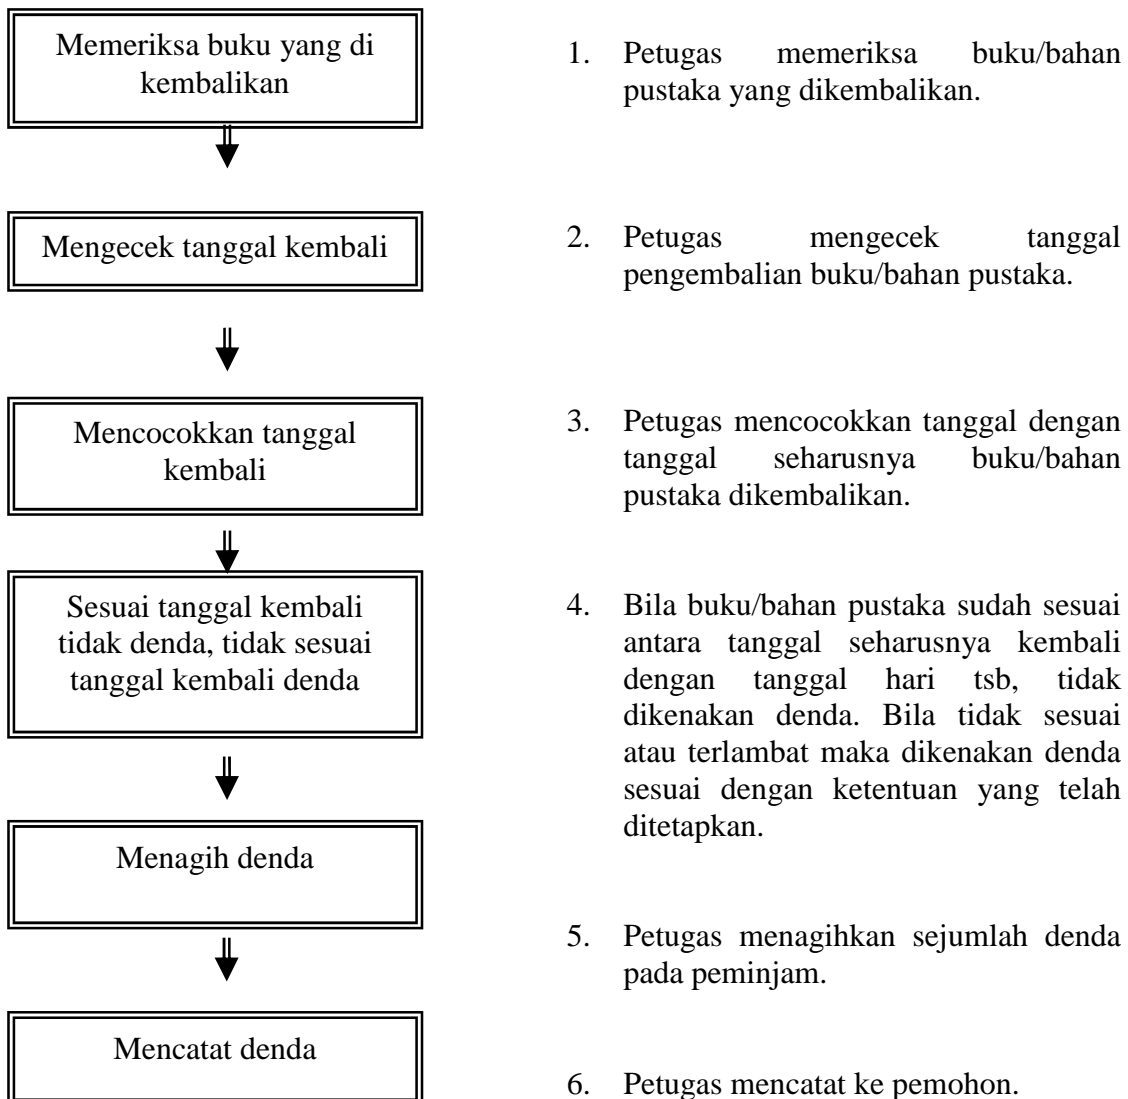 Memeriksa buku yang di
kembalikan
1. Petugas memeriksa buku/bahan
pustaka yang dikembalikan.
Mengecek tanggal kembali
2. Petugas mengecek tanggal
pengembalian buku/bahan pustaka.
Mencocokkan tanggal
kembali
3. Petugas mencocokkan tanggal dengan
tanggal seharusnya buku/bahan
pustaka dikembalikan.
Sesuai tanggal kembali
tidak denda, tidak sesuai
tanggal kembali denda
4. Bila buku/bahan pustaka sudah sesuai
antara tanggal seharusnya kembali
dengan tanggal hari tsb, tidak
dikenakan denda. Bila tidak sesuai
atau terlambat maka dikenakan denda
sesuai dengan ketentuan yang telah
ditetapkan.
Menagih denda
5. Petugas menagihkan sejumlah denda
pada peminjam.
Mencatat denda
6. Petugas mencatat ke pemohon.